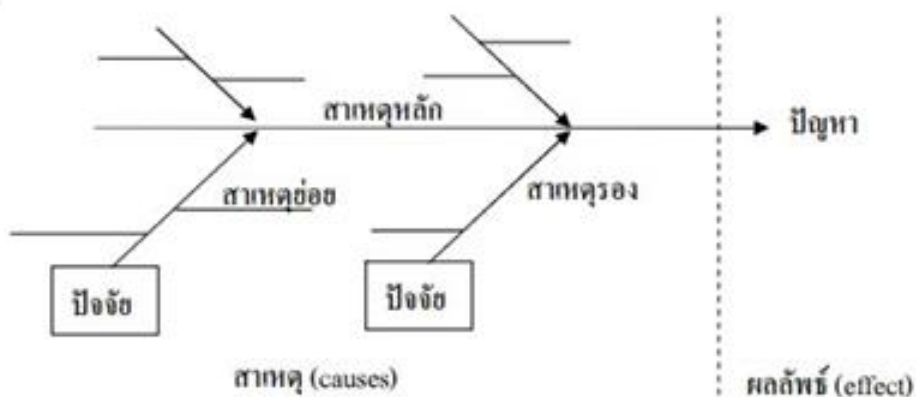 สาเหตุหลัก
ปัญหา
สาเหตุย่อย
สาเหตุรอง
ปัจจัย
ปัจจัย
สาเหตุ (causes)
ผลลัพธ์ (effect)